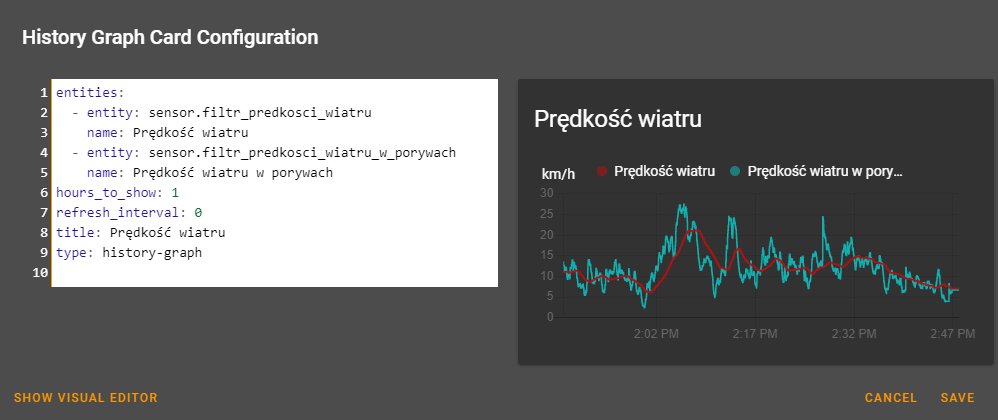 History Graph Card Configuration
1 entities:
2 - entity: sensor.filtr_predkosci_wiatru
3 name: Prędkość wiatru
4 - entity: sensor.filtr_predkosci_wiatru_w_porywach
5 name: Prędkość wiatru w porywach
6 hours_to_show: 1
7 refresh_interval: 0
8 title: Prędkość wiatru
9 type: history-graph
10
Prędkość wiatru
km/h Prędkość wiatru Prędkość wiatru w pory…
30
25
20
15
10
5
0
2:02 PM 2:17 PM 2:32 PM 2:47 PM
SHOW VISUAL EDITOR CANCEL SAVE